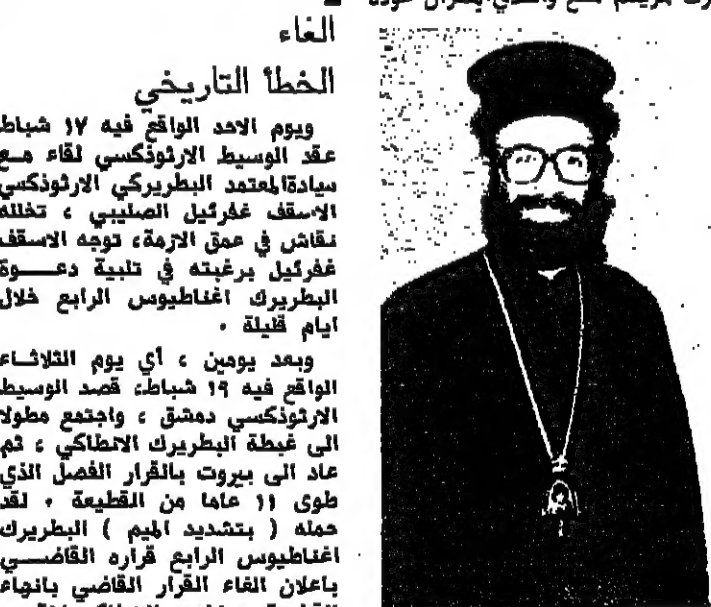 الغاء
الخطأ التاريخي
ويوم الاحد الواقع فيه ١٧ شباط
عقد الوسيط الارثوذكسي لقاء مع
سيادة المعتمد البطريركي الارثوذكسي
الاسقف غفرئيل الصليبي ، تخلله
نقاش في عمق الازمة، توجه الاسقف
غفرئيل برغبته في تلبية دعوة
البطريرك اغناطيوس الرابع خلال
ايام قليلة .
وبعد يومين ، أي يوم الثلاثاء
الواقع فيه ١٩ شباط، قصد الوسيط
الارثوذكسي دمشق ، واجتمع مطولا
الى غبطة البطريرك الانطاكي ، ثم
عاد الى بيروت بالقرار الفصل الذي
طوى ١١ عاما من القطيعة . لقد
حمله ( بتشديد الميم ) البطريرك
اغناطيوس الرابع قراره القاضي
باعلان الغاء القرار القاضي بانهاء